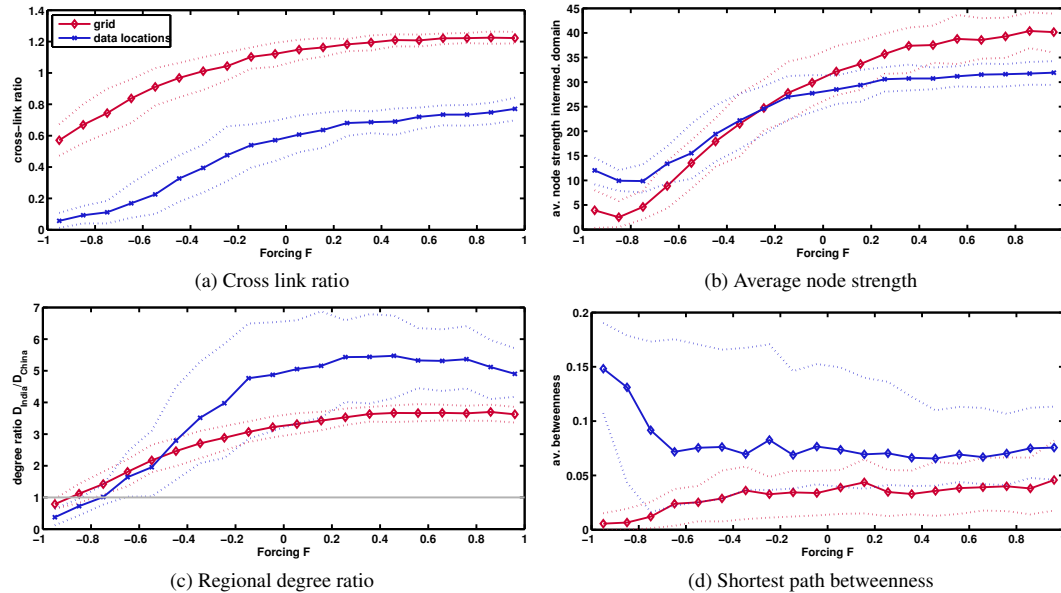 grid
data locations
cross-link ratio
1.4
1.2
1
0.8
0.6
0.4
0.2
0
−1 −0.8 −0.6 −0.4 −0.2 0 0.2 0.4 0.6 0.8 1
Forcing F
(a) Cross link ratio
av. node strength intermed. domain
45
40
35
30
25
20
15
10
5
0
−1 −0.8 −0.6 −0.4 −0.2 0 0.2 0.4 0.6 0.8 1
Forcing F
(b) Average node strength
degree ratio D_India/D_China
7
6
5
4
3
2
1
0
−1 −0.8 −0.6 −0.4 −0.2 0 0.2 0.4 0.6 0.8 1
Forcing F
(c) Regional degree ratio
av. betweenness
0.2
0.15
0.1
0.05
0
−1 −0.8 −0.6 −0.4 −0.2 0 0.2 0.4 0.6 0.8 1
Forcing F
(d) Shortest path betweenness